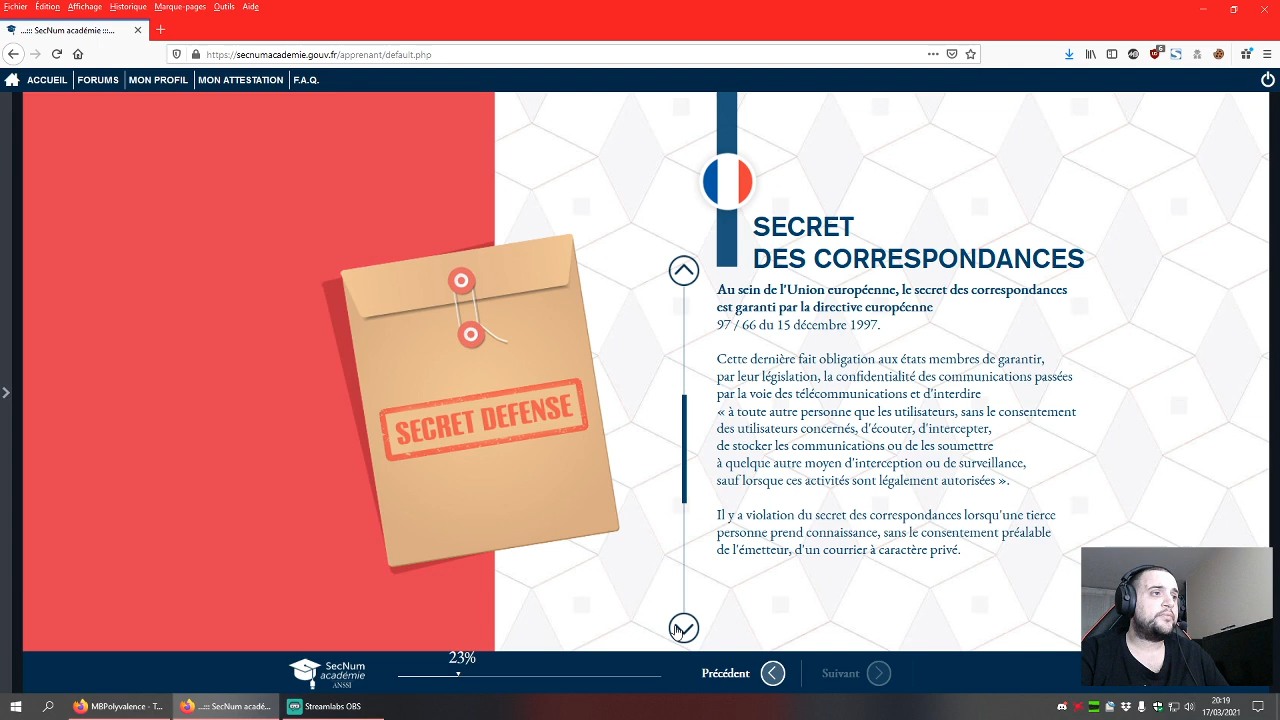 Fichier Édition Affichage Historique Marque-pages Outils Aide
..:: SecNum académie :::...
https://secnumacademie.gouv.fr/apprenant/default.php
ACCUEIL FORUMS MON PROFIL MON ATTESTATION F.A.Q.
SECRET
DES CORRESPONDANCES
Au sein de l'Union européenne, le secret des correspondances
est garanti par la directive européenne
97 / 66 du 15 décembre 1997.
Cette dernière fait obligation aux états membres de garantir,
par leur législation, la confidentialité des communications passées
par la voie des télécommunications et d'interdire
« à toute autre personne que les utilisateurs, sans le consentement
des utilisateurs concernés, d'écouter, d'intercepter,
de stocker les communications ou de les soumettre
à quelque autre moyen d'interception ou de surveillance,
sauf lorsque ces activités sont légalement autorisées ».
Il y a violation du secret des correspondances lorsqu'une tierce
personne prend connaissance, sans le consentement préalable
de l'émetteur, d'un courrier à caractère privé.
SECRET DEFENSE
SecNum
académie
ANSSI
23%
Précédent
Suivant
MBPolyvalence - T...
..:: SecNum acadé...
Streamlabs OBS
20:19
17/03/2021